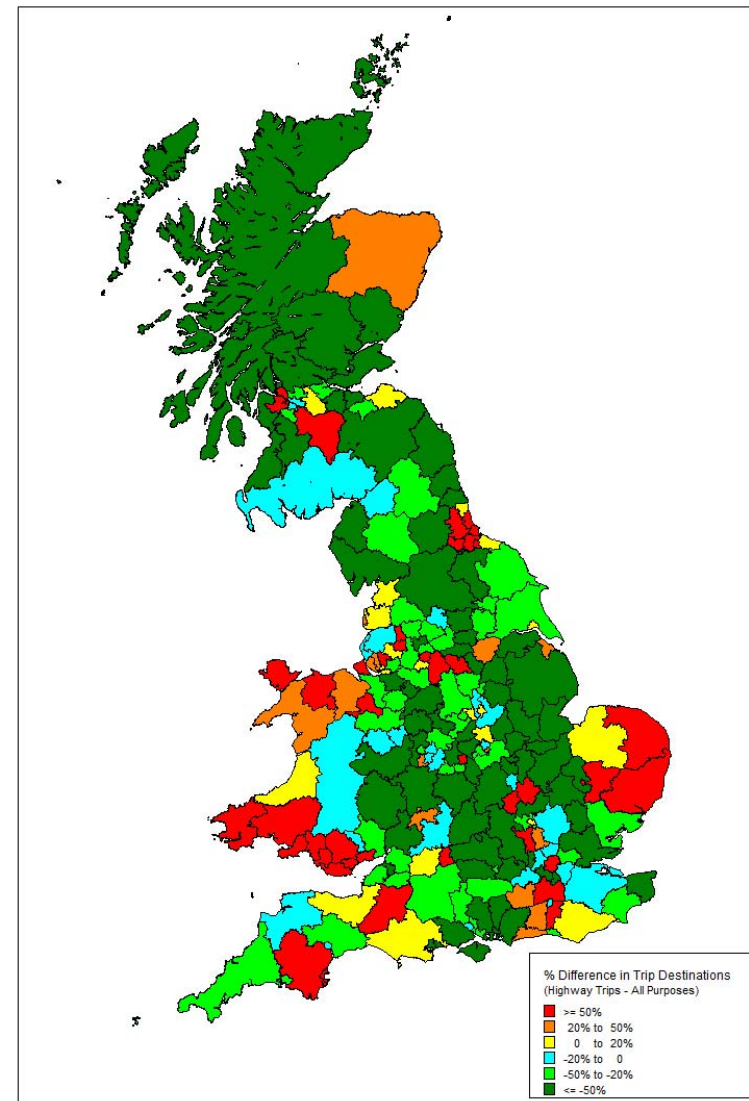 % Difference in Trip Destinations
(Highway Trips - All Purposes)
>= 50%
20% to 50%
0 to 20%
-20% to 0
-50% to -20%
<= -50%